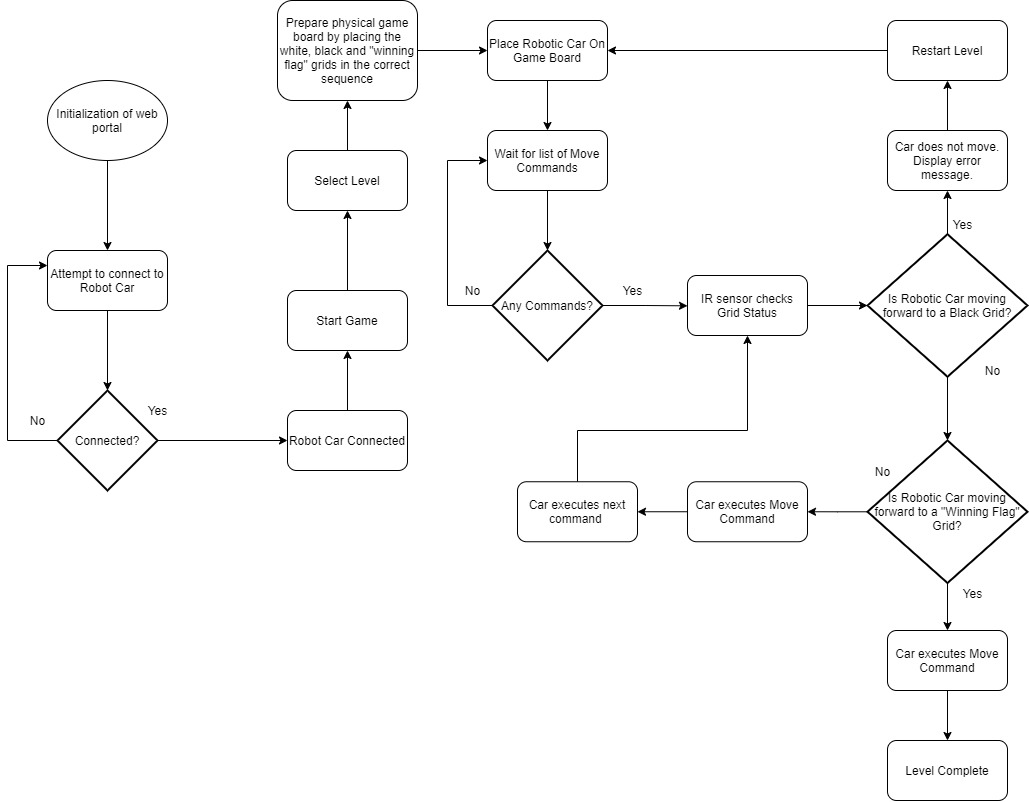 Initialization of web
portal
Attempt to connect to
Robot Car
Connected?
No
Yes
Robot Car Connected
Start Game
Select Level
Prepare physical game
board by placing the
white, black and "winning
flag" grids in the correct
sequence
Place Robotic Car On
Game Board
Wait for list of Move
Commands
Any Commands?
No
Yes
IR sensor checks
Grid Status
Is Robotic Car moving
forward to a Black Grid?
Yes
Car does not move.
Display error
message.
Restart Level
No
Is Robotic Car moving
forward to a "Winning Flag"
Grid?
No
Car executes Move
Command
Car executes next
command
Yes
Car executes Move
Command
Level Complete